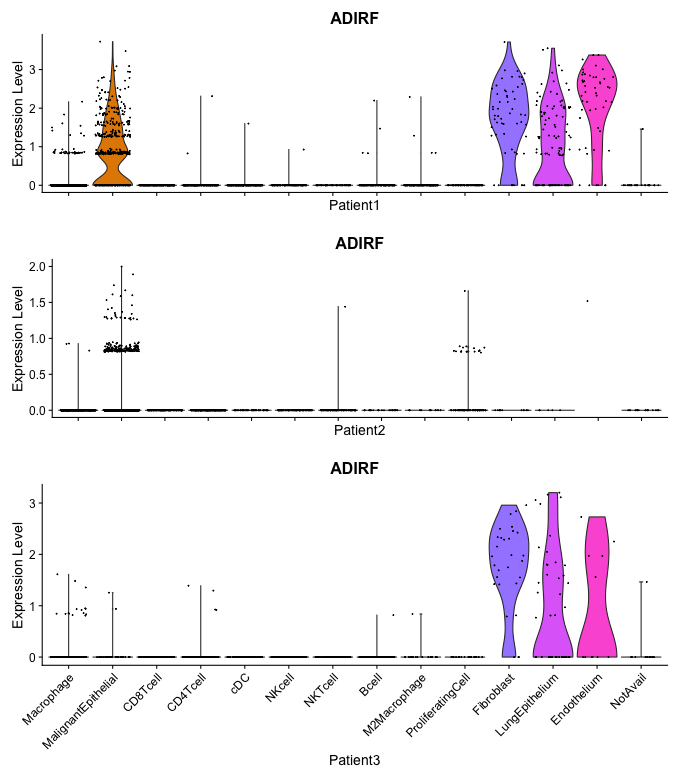 ADIRF
Expression Level
3
2
1
0
Patient1
ADIRF
Expression Level
2.0
1.5
1.0
0.5
0.0
Patient2
ADIRF
Expression Level
3
2
1
0
Macrophage
MalignantEpithelial
CD8Tcell
CD4Tcell
cDC
NKcell
NKTcell
Bcell
M2Macrophage
ProliferatingCell
Fibroblast
LungEpithelium
Endothelium
NotAvail
Patient3